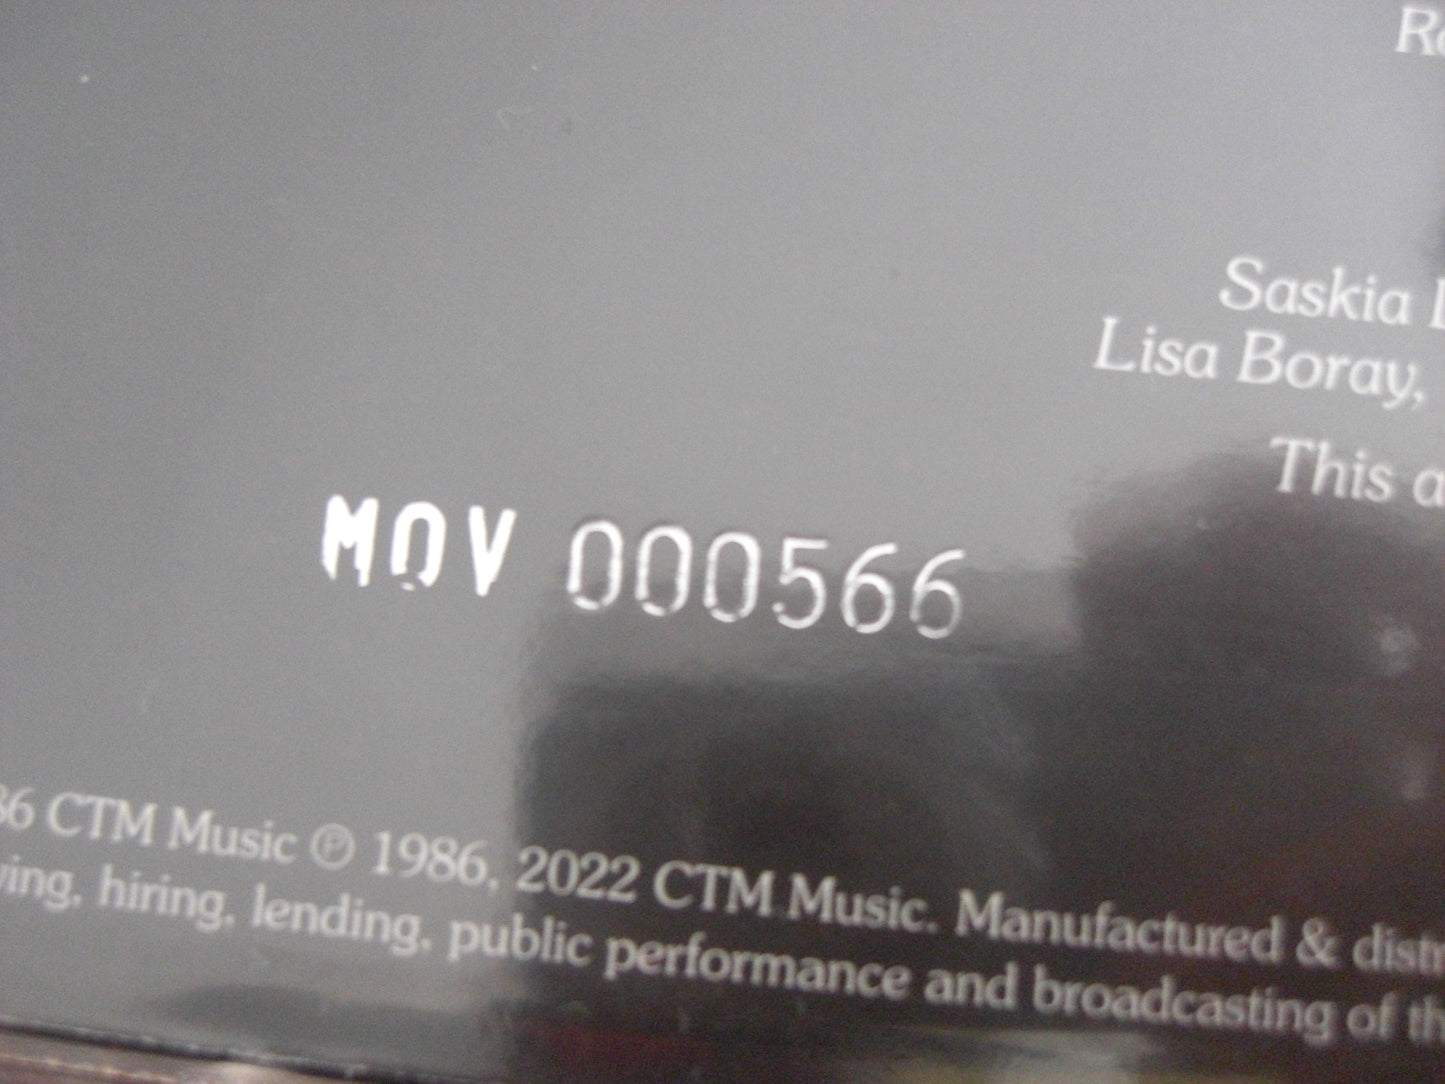 Saskia
Lisa Boray,
This
MOV 000566
86 CTM Music ℗ 1986, 2022 CTM Music. Manufactured &
hiring, lending, public performance and broadcasting of